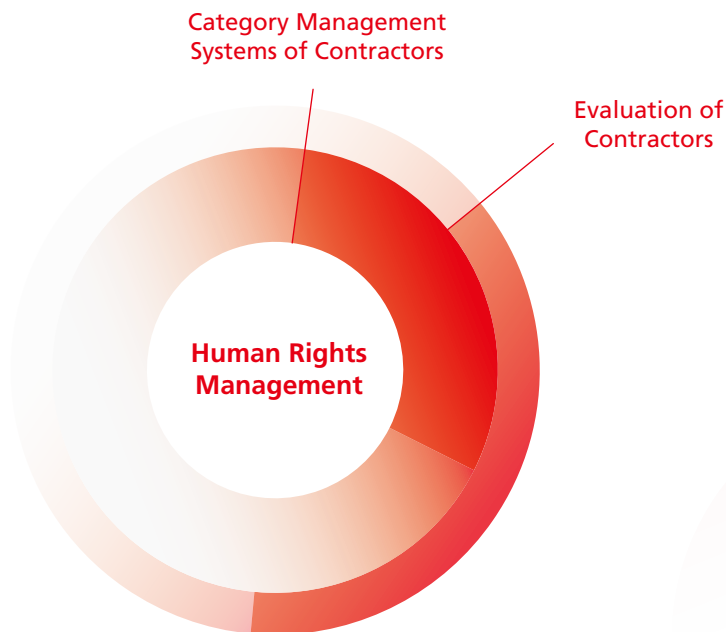 Category Management
Systems of Contractors
Evaluation of
Contractors
Human Rights
Management